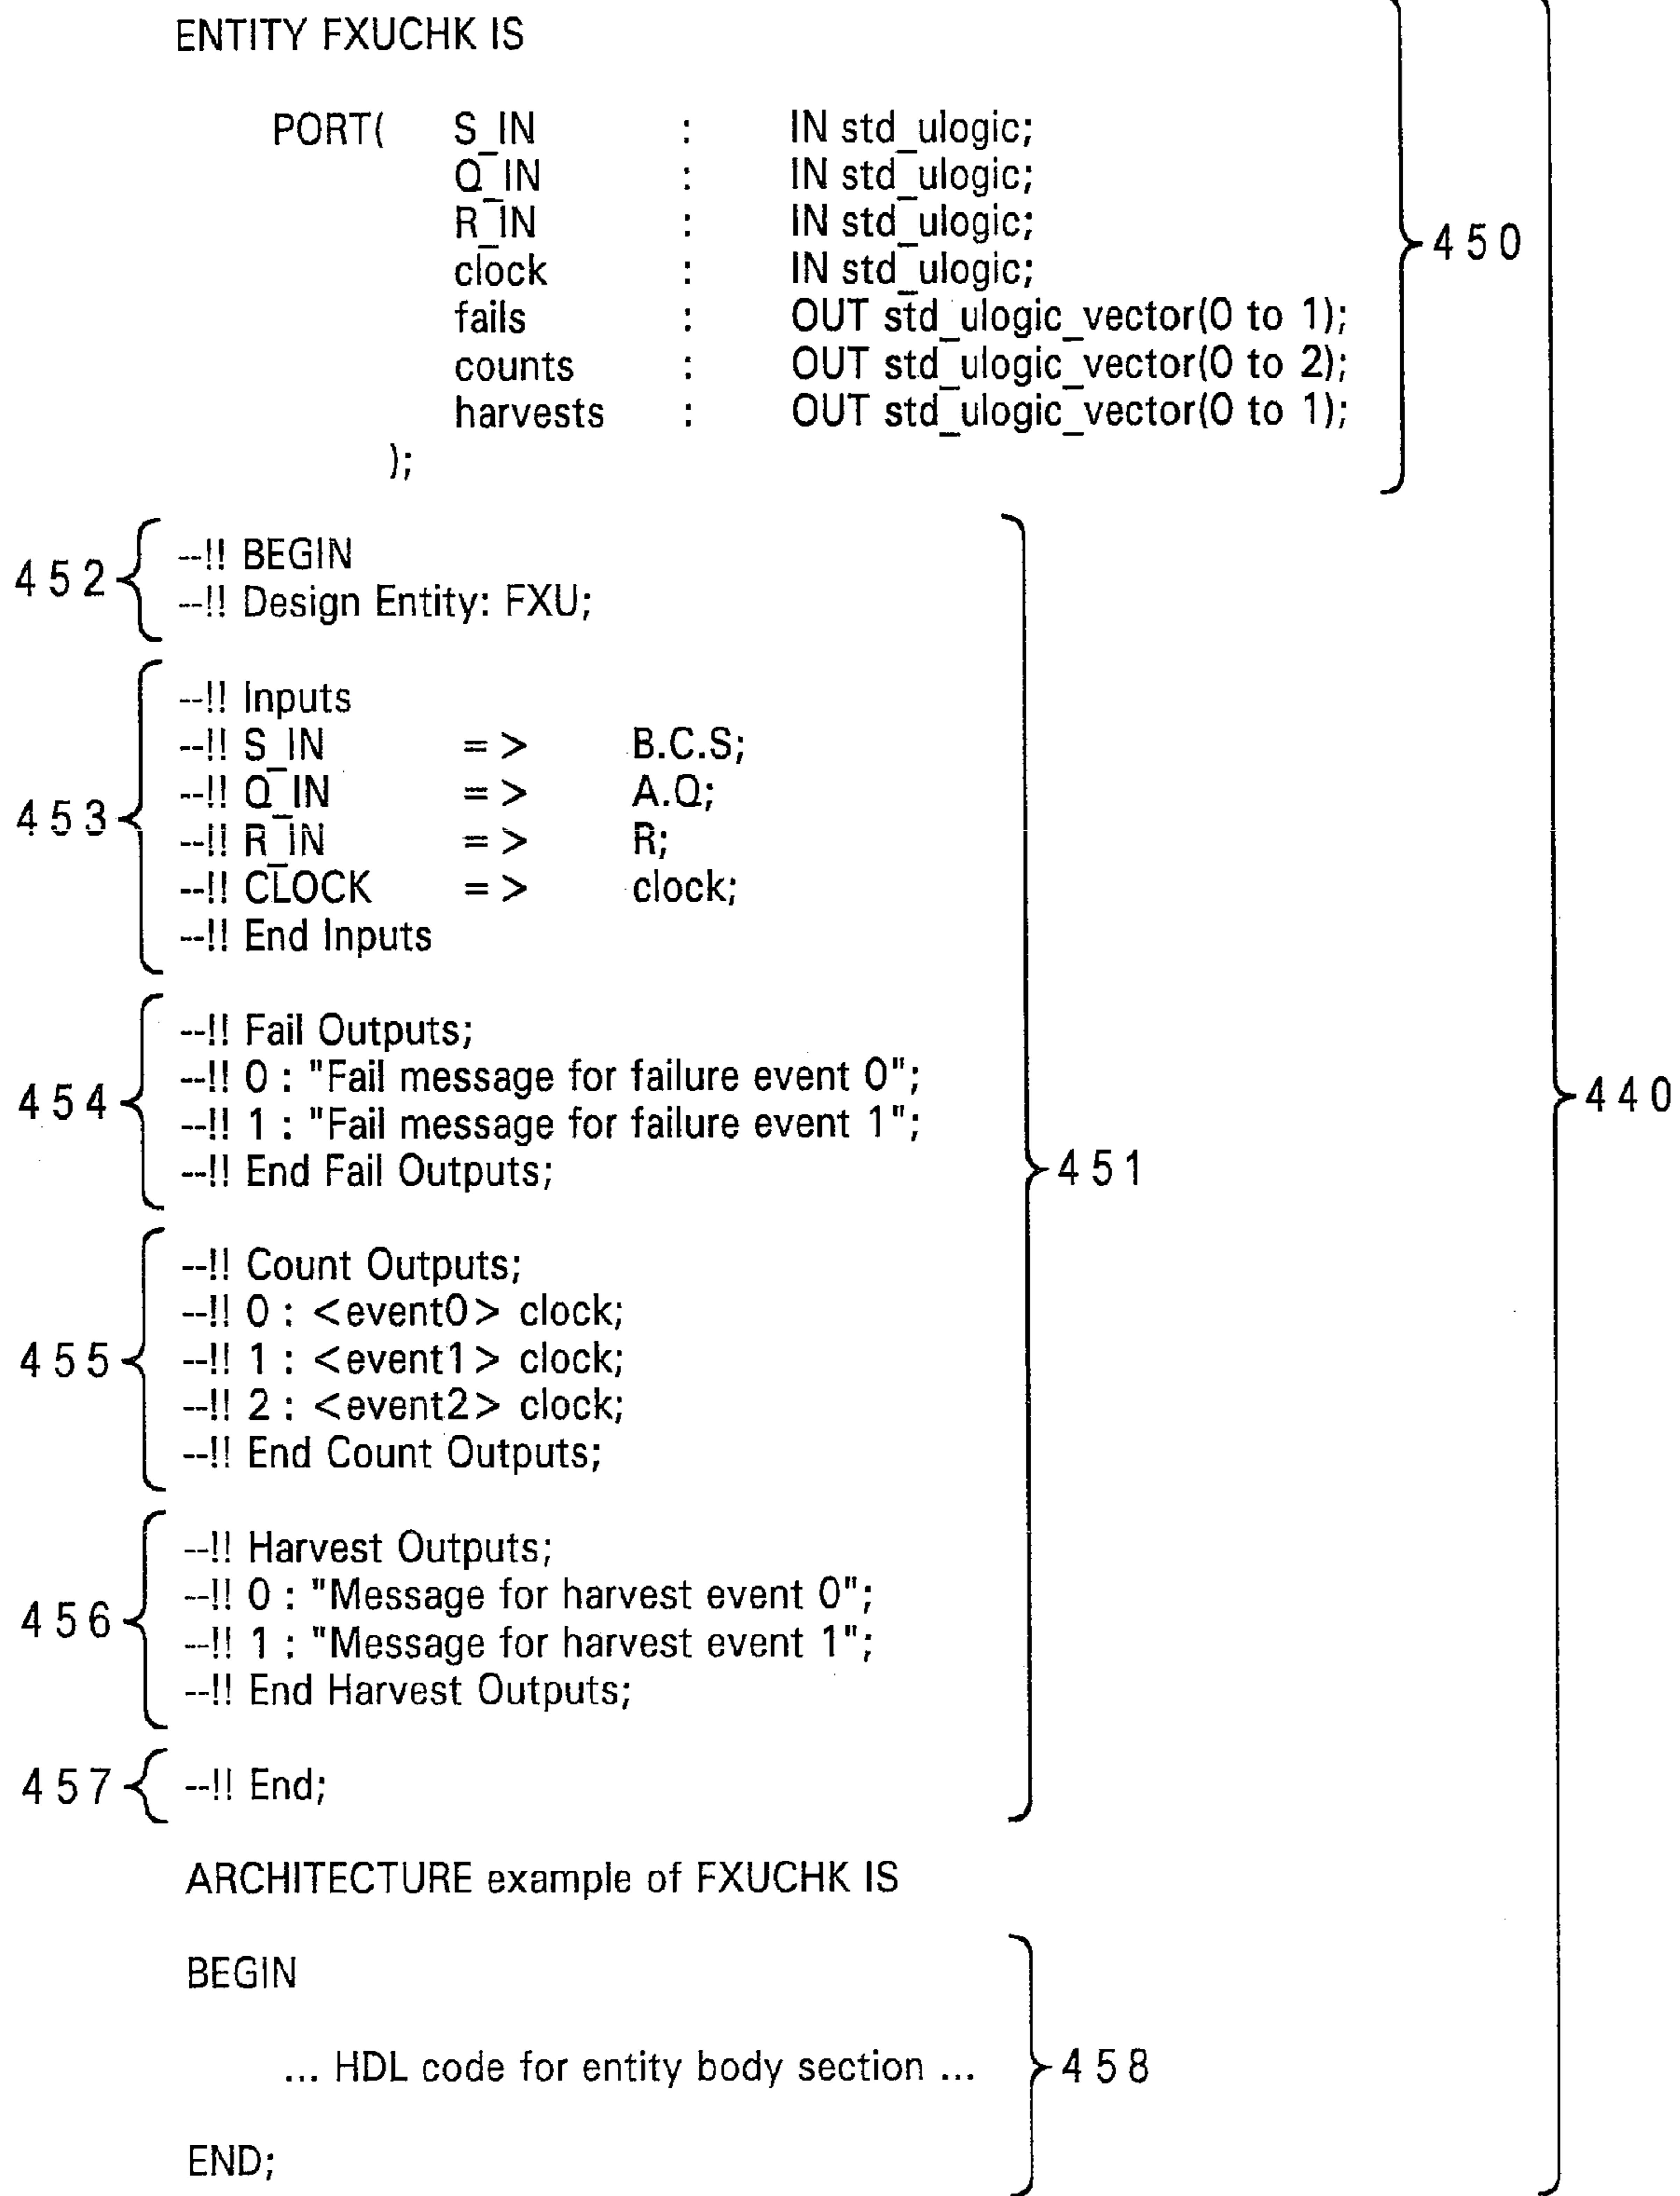 ENTITY FXUCHK IS
PORT( S_IN : IN std_ulogic;
Q_IN : IN std_ulogic;
R_IN : IN std_ulogic;
clock : IN std_ulogic;
fails : OUT std_ulogic_vector(0 to 1);
counts : OUT std_ulogic_vector(0 to 2);
harvests : OUT std_ulogic_vector(0 to 1);
);
450
452
--!! BEGIN
--!! Design Entity: FXU;
453
--!! Inputs
--!! S_IN => B.C.S;
--!! Q_IN => A.Q;
--!! R_IN => R;
--!! CLOCK => clock;
--!! End Inputs
454
--!! Fail Outputs;
--!! 0 : "Fail message for failure event 0";
--!! 1 : "Fail message for failure event 1";
--!! End Fail Outputs;
451
440
455
--!! Count Outputs;
--!! 0 : <event0> clock;
--!! 1 : <event1> clock;
--!! 2 : <event2> clock;
--!! End Count Outputs;
456
--!! Harvest Outputs;
--!! 0 : "Message for harvest event 0";
--!! 1 : "Message for harvest event 1";
--!! End Harvest Outputs;
457
--!! End;
ARCHITECTURE example of FXUCHK IS
BEGIN
... HDL code for entity body section ...
458
END;